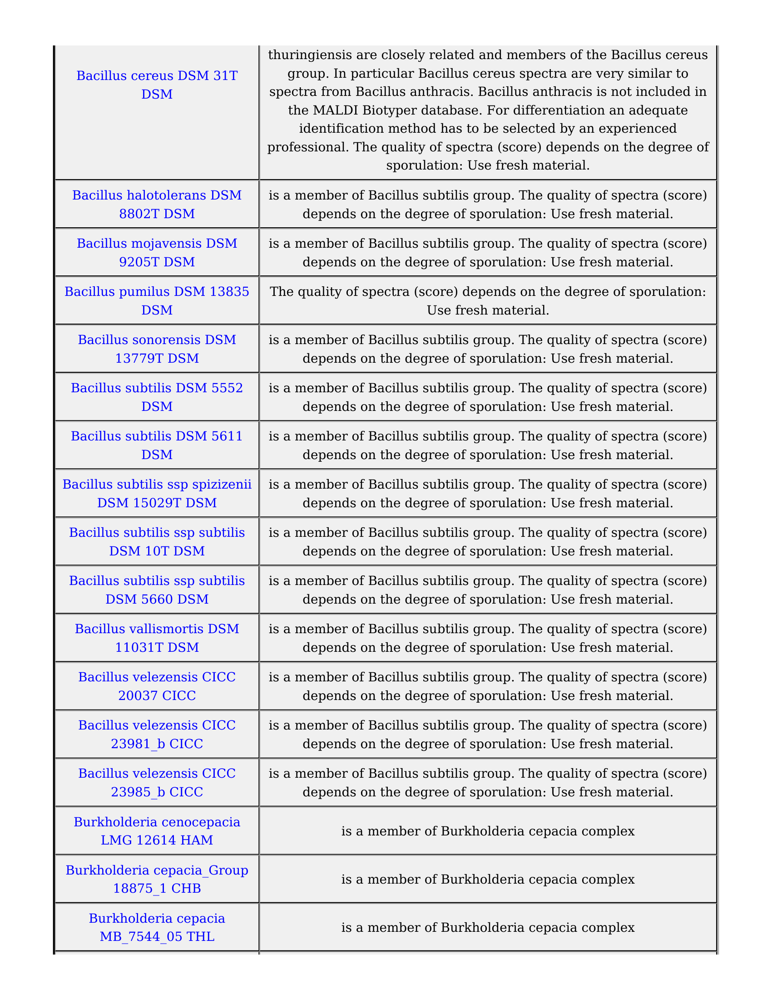 Bacillus cereus DSM 31T
DSM
thuringiensis are closely related and members of the Bacillus cereus
group. In particular Bacillus cereus spectra are very similar to
spectra from Bacillus anthracis. Bacillus anthracis is not included in
the MALDI Biotyper database. For differentiation an adequate
identification method has to be selected by an experienced
professional. The quality of spectra (score) depends on the degree of
sporulation: Use fresh material.
Bacillus halotolerans DSM
8802T DSM
is a member of Bacillus subtilis group. The quality of spectra (score)
depends on the degree of sporulation: Use fresh material.
Bacillus mojavensis DSM
9205T DSM
is a member of Bacillus subtilis group. The quality of spectra (score)
depends on the degree of sporulation: Use fresh material.
Bacillus pumilus DSM 13835
DSM
The quality of spectra (score) depends on the degree of sporulation:
Use fresh material.
Bacillus sonorensis DSM
13779T DSM
is a member of Bacillus subtilis group. The quality of spectra (score)
depends on the degree of sporulation: Use fresh material.
Bacillus subtilis DSM 5552
DSM
is a member of Bacillus subtilis group. The quality of spectra (score)
depends on the degree of sporulation: Use fresh material.
Bacillus subtilis DSM 5611
DSM
is a member of Bacillus subtilis group. The quality of spectra (score)
depends on the degree of sporulation: Use fresh material.
Bacillus subtilis ssp spizizenii
DSM 15029T DSM
is a member of Bacillus subtilis group. The quality of spectra (score)
depends on the degree of sporulation: Use fresh material.
Bacillus subtilis ssp subtilis
DSM 10T DSM
is a member of Bacillus subtilis group. The quality of spectra (score)
depends on the degree of sporulation: Use fresh material.
Bacillus subtilis ssp subtilis
DSM 5660 DSM
is a member of Bacillus subtilis group. The quality of spectra (score)
depends on the degree of sporulation: Use fresh material.
Bacillus vallismortis DSM
11031T DSM
is a member of Bacillus subtilis group. The quality of spectra (score)
depends on the degree of sporulation: Use fresh material.
Bacillus velezensis CICC
20037 CICC
is a member of Bacillus subtilis group. The quality of spectra (score)
depends on the degree of sporulation: Use fresh material.
Bacillus velezensis CICC
23981_b CICC
is a member of Bacillus subtilis group. The quality of spectra (score)
depends on the degree of sporulation: Use fresh material.
Bacillus velezensis CICC
23985_b CICC
is a member of Bacillus subtilis group. The quality of spectra (score)
depends on the degree of sporulation: Use fresh material.
Burkholderia cenocepacia
LMG 12614 HAM
is a member of Burkholderia cepacia complex
Burkholderia cepacia_Group
18875_1 CHB
is a member of Burkholderia cepacia complex
Burkholderia cepacia
MB_7544_05 THL
is a member of Burkholderia cepacia complex